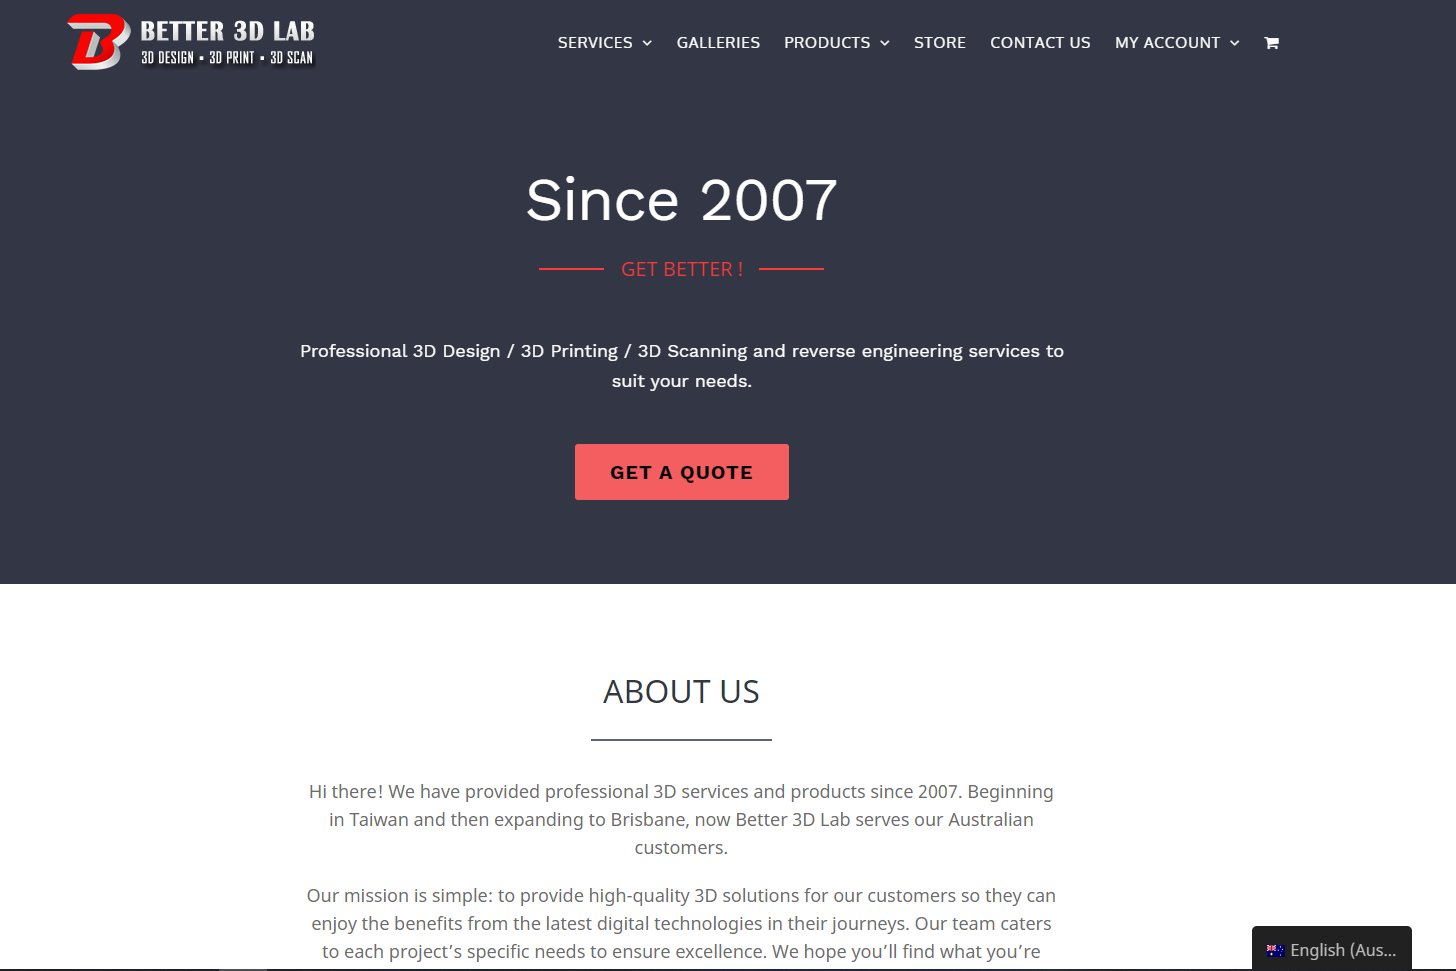 BETTER 3D LAB
3D DESIGN ▪ 3D PRINT ▪ 3D SCAN
SERVICES GALLERIES PRODUCTS STORE CONTACT US MY ACCOUNT
Since 2007
GET BETTER !
Professional 3D Design / 3D Printing / 3D Scanning and reverse engineering services to
suit your needs.
GET A QUOTE
ABOUT US
Hi there! We have provided professional 3D services and products since 2007. Beginning
in Taiwan and then expanding to Brisbane, now Better 3D Lab serves our Australian
customers.
Our mission is simple: to provide high-quality 3D solutions for our customers so they can
enjoy the benefits from the latest digital technologies in their journeys. Our team caters
to each project’s specific needs to ensure excellence. We hope you’ll find what you’re
English (Aus...